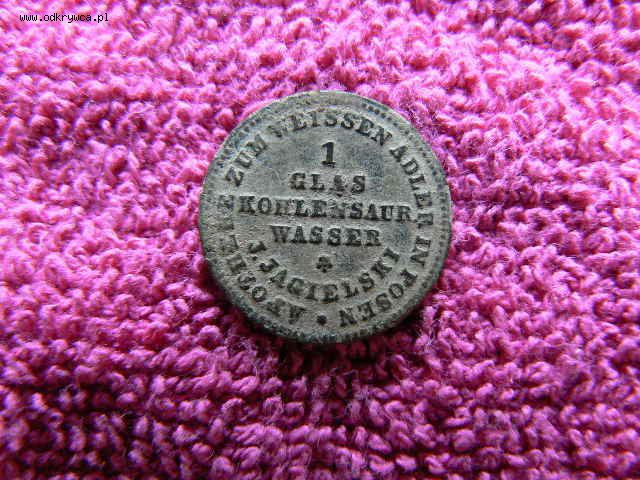 www.odkrywca.pl
APOTHEKE ZUM WEISSEN ADLER IN POSEN
1
GLAS
KOHLENSAUR.
WASSER
J. JAGIELSKI